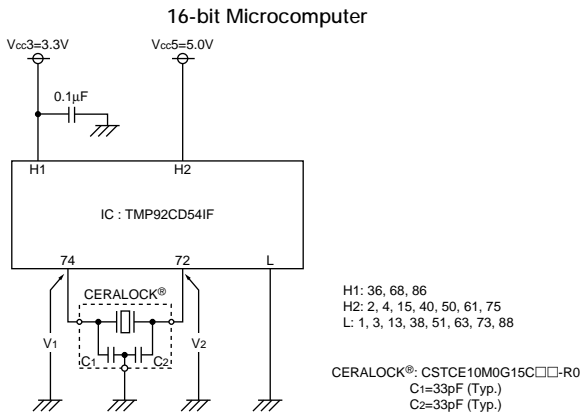 16-bit Microcomputer
Vcc3=3.3V
Vcc5=5.0V
0.1μF
H1
H2
IC : TMP92CD54IF
74
72
L
CERALOCK®
V1
C1
C2
V2
H1: 36, 68, 86
H2: 2, 4, 15, 40, 50, 61, 75
L: 1, 3, 13, 38, 51, 63, 73, 88
CERALOCK®: CSTCE10M0G15C□□-R0
C1=33pF (Typ.)
C2=33pF (Typ.)